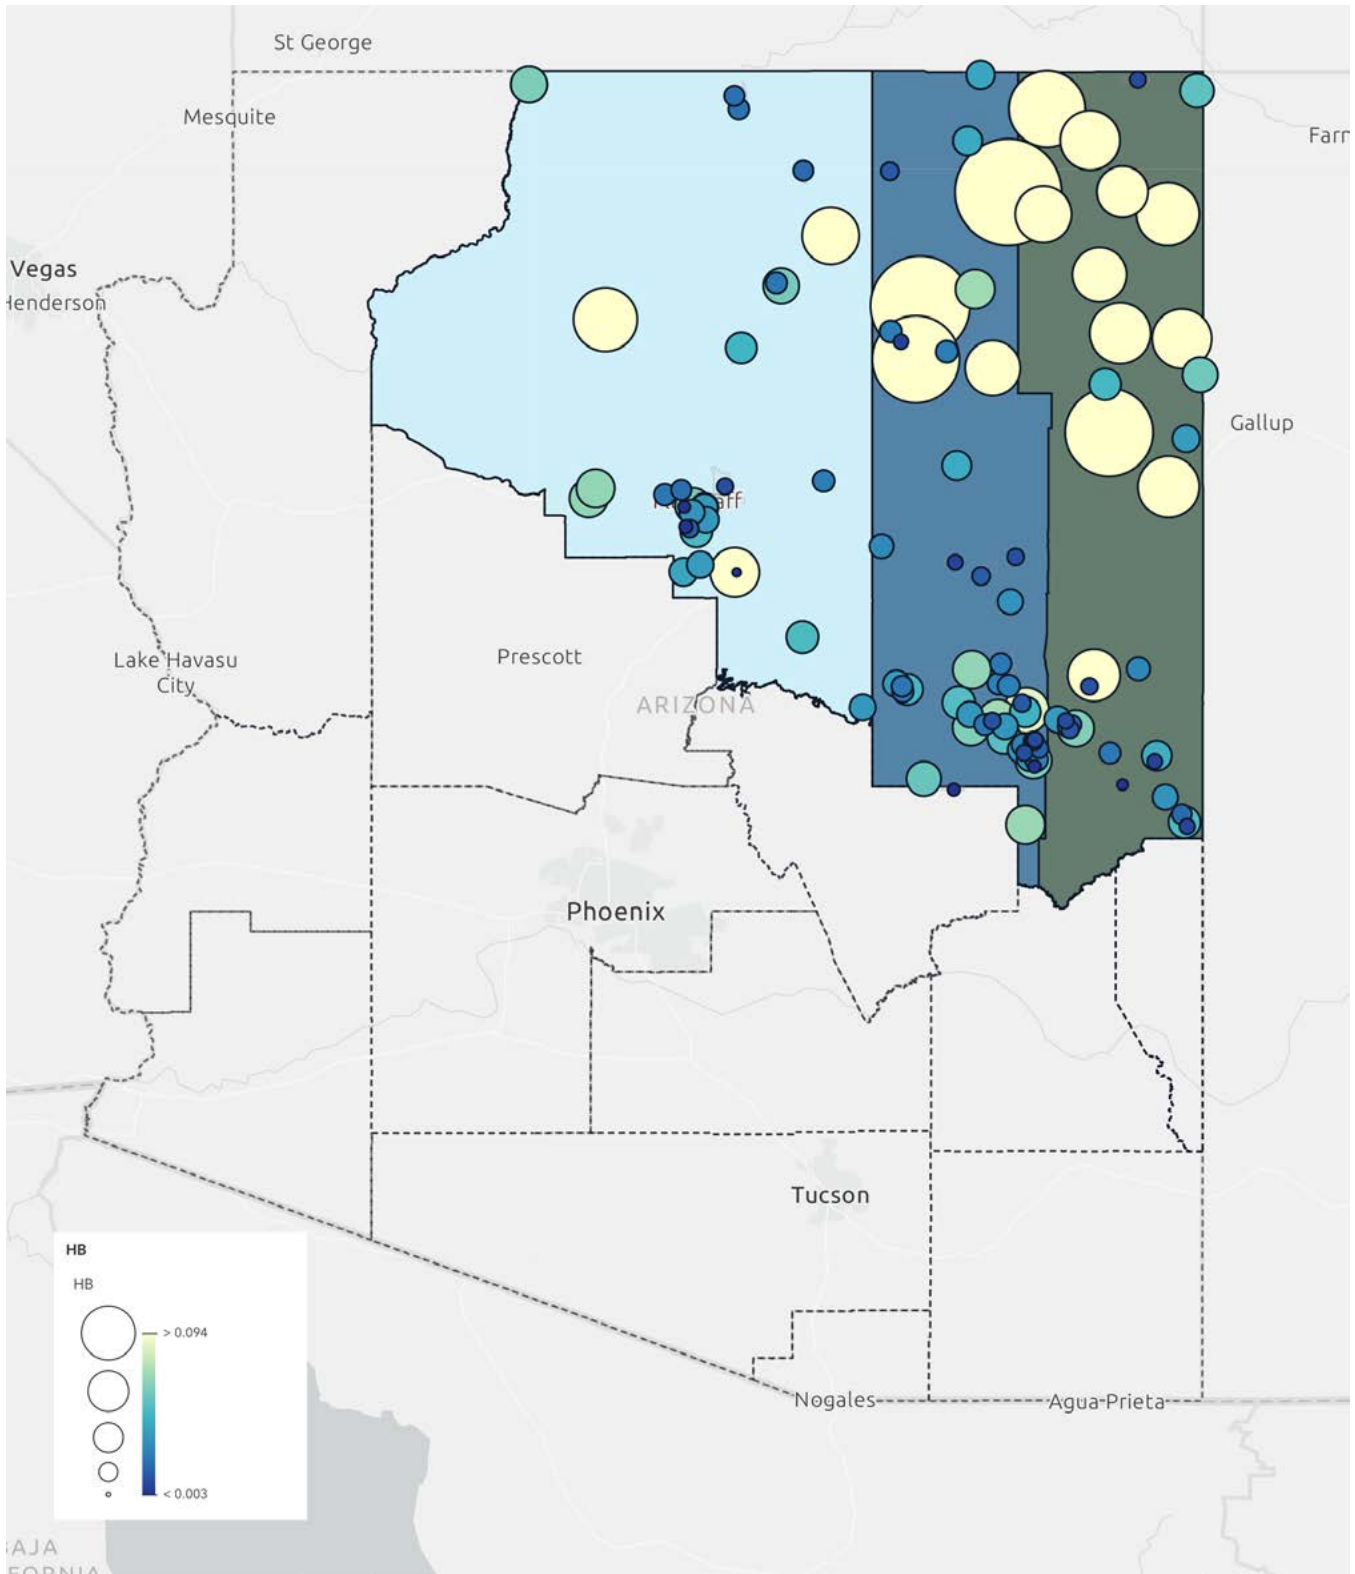 St George
Mesquite
Farr
Vegas
Henderson
Gallup
Prescott
Lake Havasu
City
ARIZONA
Phoenix
Tucson
HB
HB
> 0.094
< 0.003
Nogales
Agua Prieta
BAJA